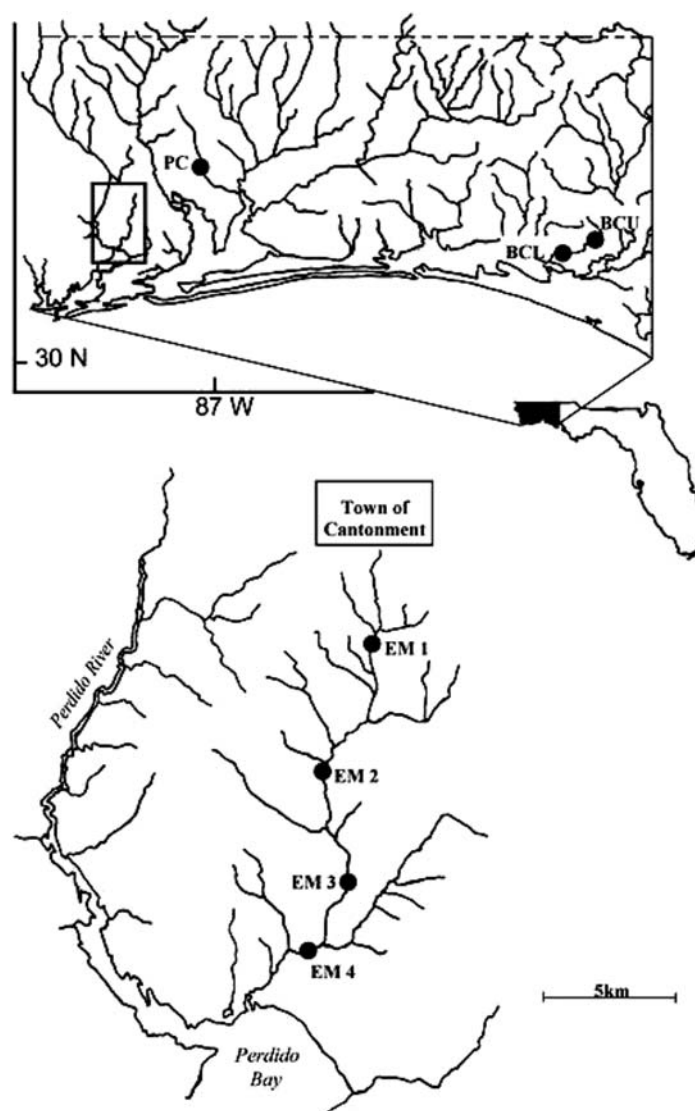 PC
BCU
BCL
30 N
87 W
Town of
Cantonment
EM 1
Perdido River
EM 2
EM 3
EM 4
5km
Perdido
Bay